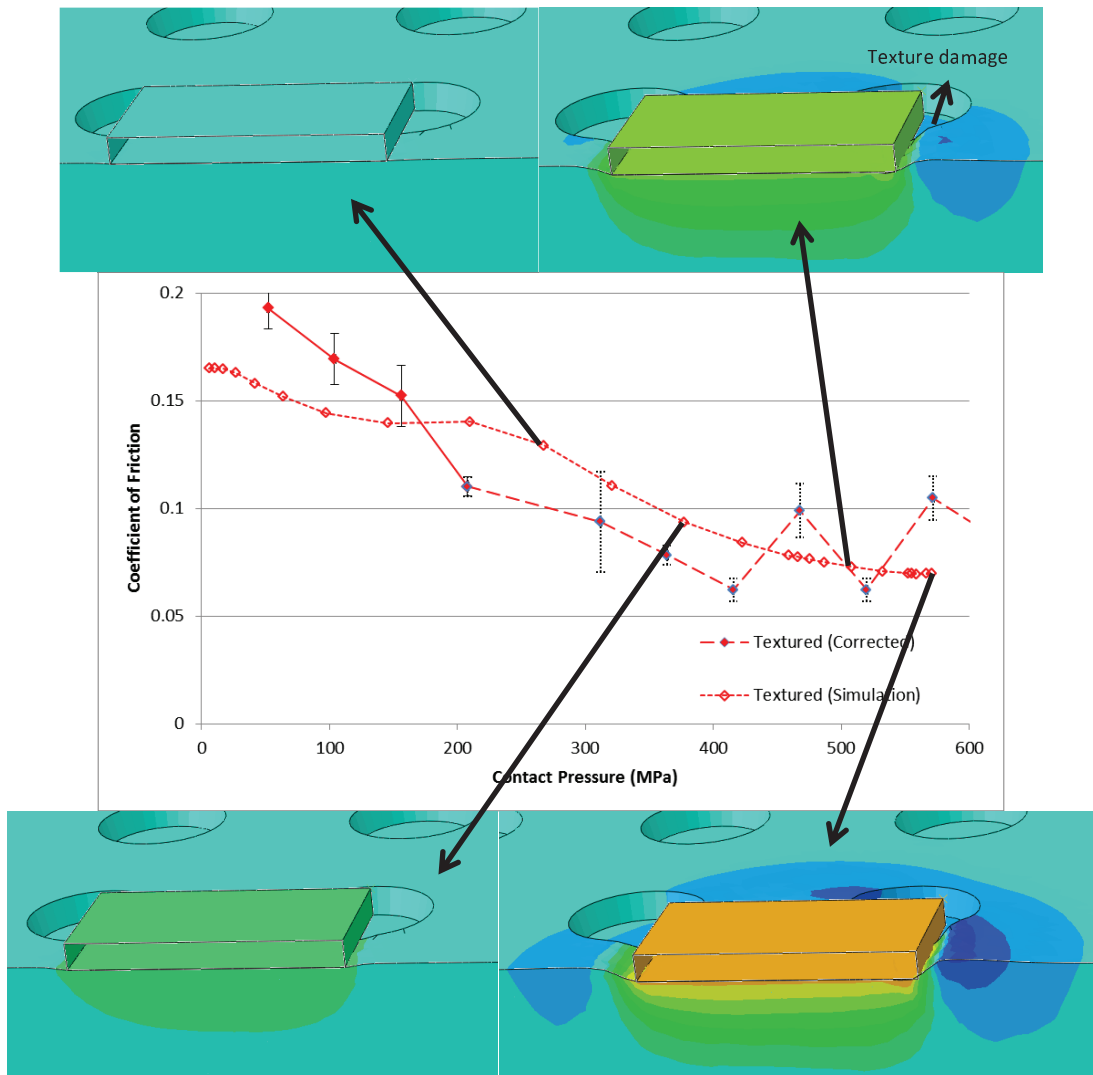 Texture damage
0.2
0.15
0.1
0.05
0
Coefficient of Friction
Textured (Corrected)
Textured (Simulation)
0 100 200 300 400 500 600
Contact Pressure (MPa)